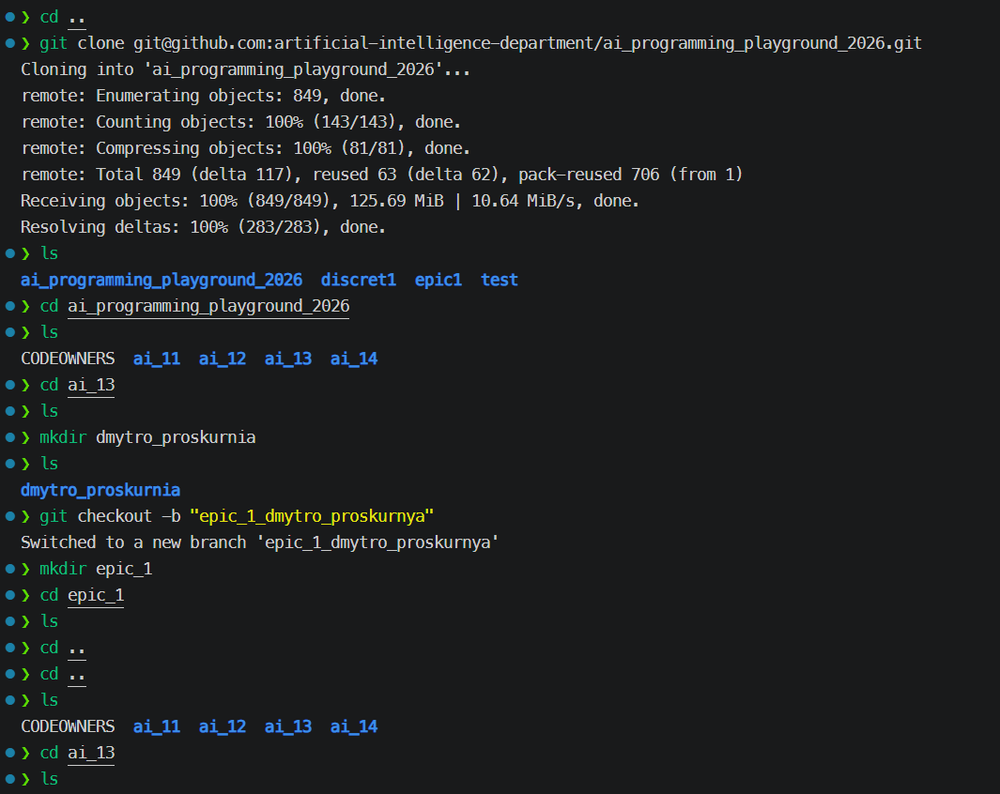 ❯ cd ..
❯ git clone git@github.com:artificial-intelligence-department/ai_programming_playground_2026.git
Cloning into 'ai_programming_playground_2026'...
remote: Enumerating objects: 849, done.
remote: Counting objects: 100% (143/143), done.
remote: Compressing objects: 100% (81/81), done.
remote: Total 849 (delta 117), reused 63 (delta 62), pack-reused 706 (from 1)
Receiving objects: 100% (849/849), 125.69 MiB | 10.64 MiB/s, done.
Resolving deltas: 100% (283/283), done.
❯ ls
ai_programming_playground_2026  discret1  epic1  test
❯ cd ai_programming_playground_2026
❯ ls
CODEOWNERS  ai_11  ai_12  ai_13  ai_14
❯ cd ai_13
❯ ls
❯ mkdir dmytro_proskurnia
❯ ls
dmytro_proskurnia
❯ git checkout -b "epic_1_dmytro_proskurnya"
Switched to a new branch 'epic_1_dmytro_proskurnya'
❯ mkdir epic_1
❯ cd epic_1
❯ ls
❯ cd ..
❯ cd ..
❯ ls
CODEOWNERS  ai_11  ai_12  ai_13  ai_14
❯ cd ai_13
❯ ls